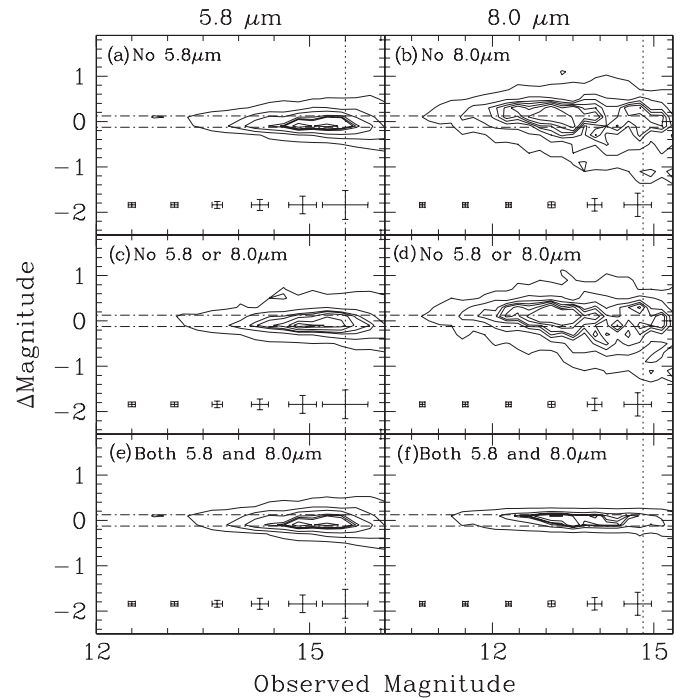 5.8 μm 8.0 μm
(a) No 5.8μm (b) No 8.0μm
1
0
−1
−2
(c) No 5.8 or 8.0μm (d) No 5.8 or 8.0μm
1
0
−1
−2
ΔMagnitude
(e) Both 5.8 and 8.0μm (f) Both 5.8 and 8.0μm
1
0
−1
−2
12 15 12 15
Observed Magnitude